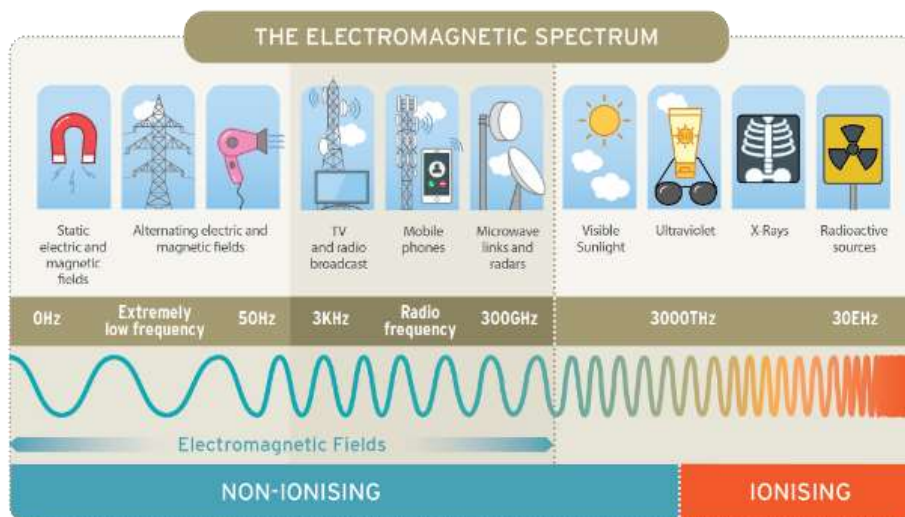 THE ELECTROMAGNETIC SPECTRUM
Static
electric and
magnetic
fields
Alternating electric and
magnetic fields
TV
and radio
broadcast
Mobile
phones
Microwave
links and
radars
Visible
Sunlight
Ultraviolet
X-Rays
Radioactive
sources
0Hz
Extremely
low frequency
50Hz
3KHz
Radio
frequency
300GHz
3000THz
30EHz
Electromagnetic Fields
NON-IONISING
IONISING